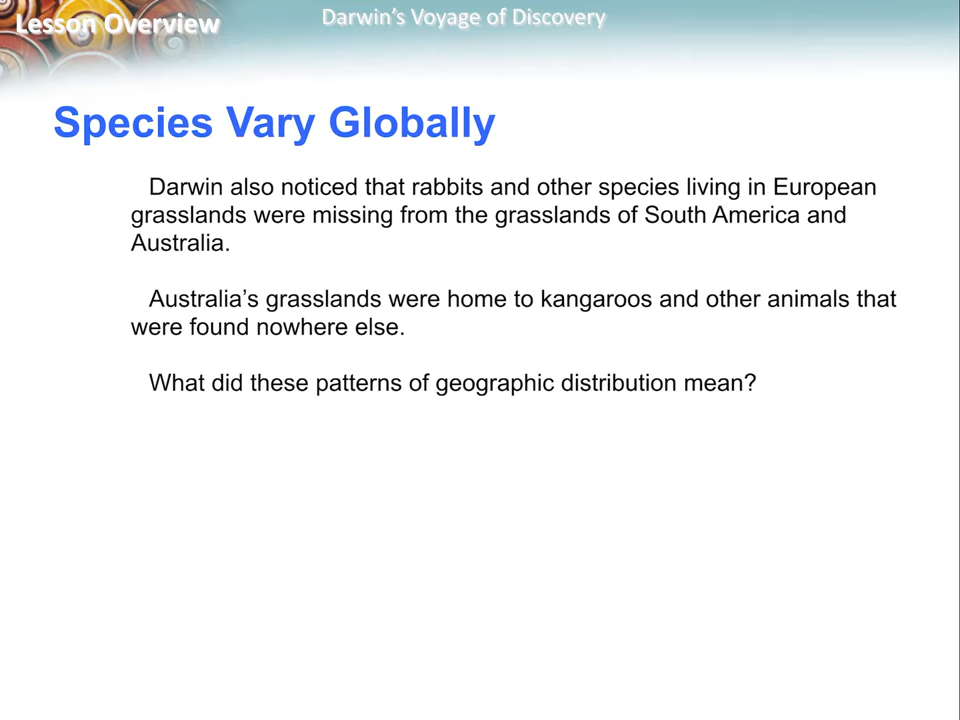 Lesson Overview
Darwin’s Voyage of Discovery
Species Vary Globally
Darwin also noticed that rabbits and other species living in European
grasslands were missing from the grasslands of South America and
Australia.
Australia’s grasslands were home to kangaroos and other animals that
were found nowhere else.
What did these patterns of geographic distribution mean?